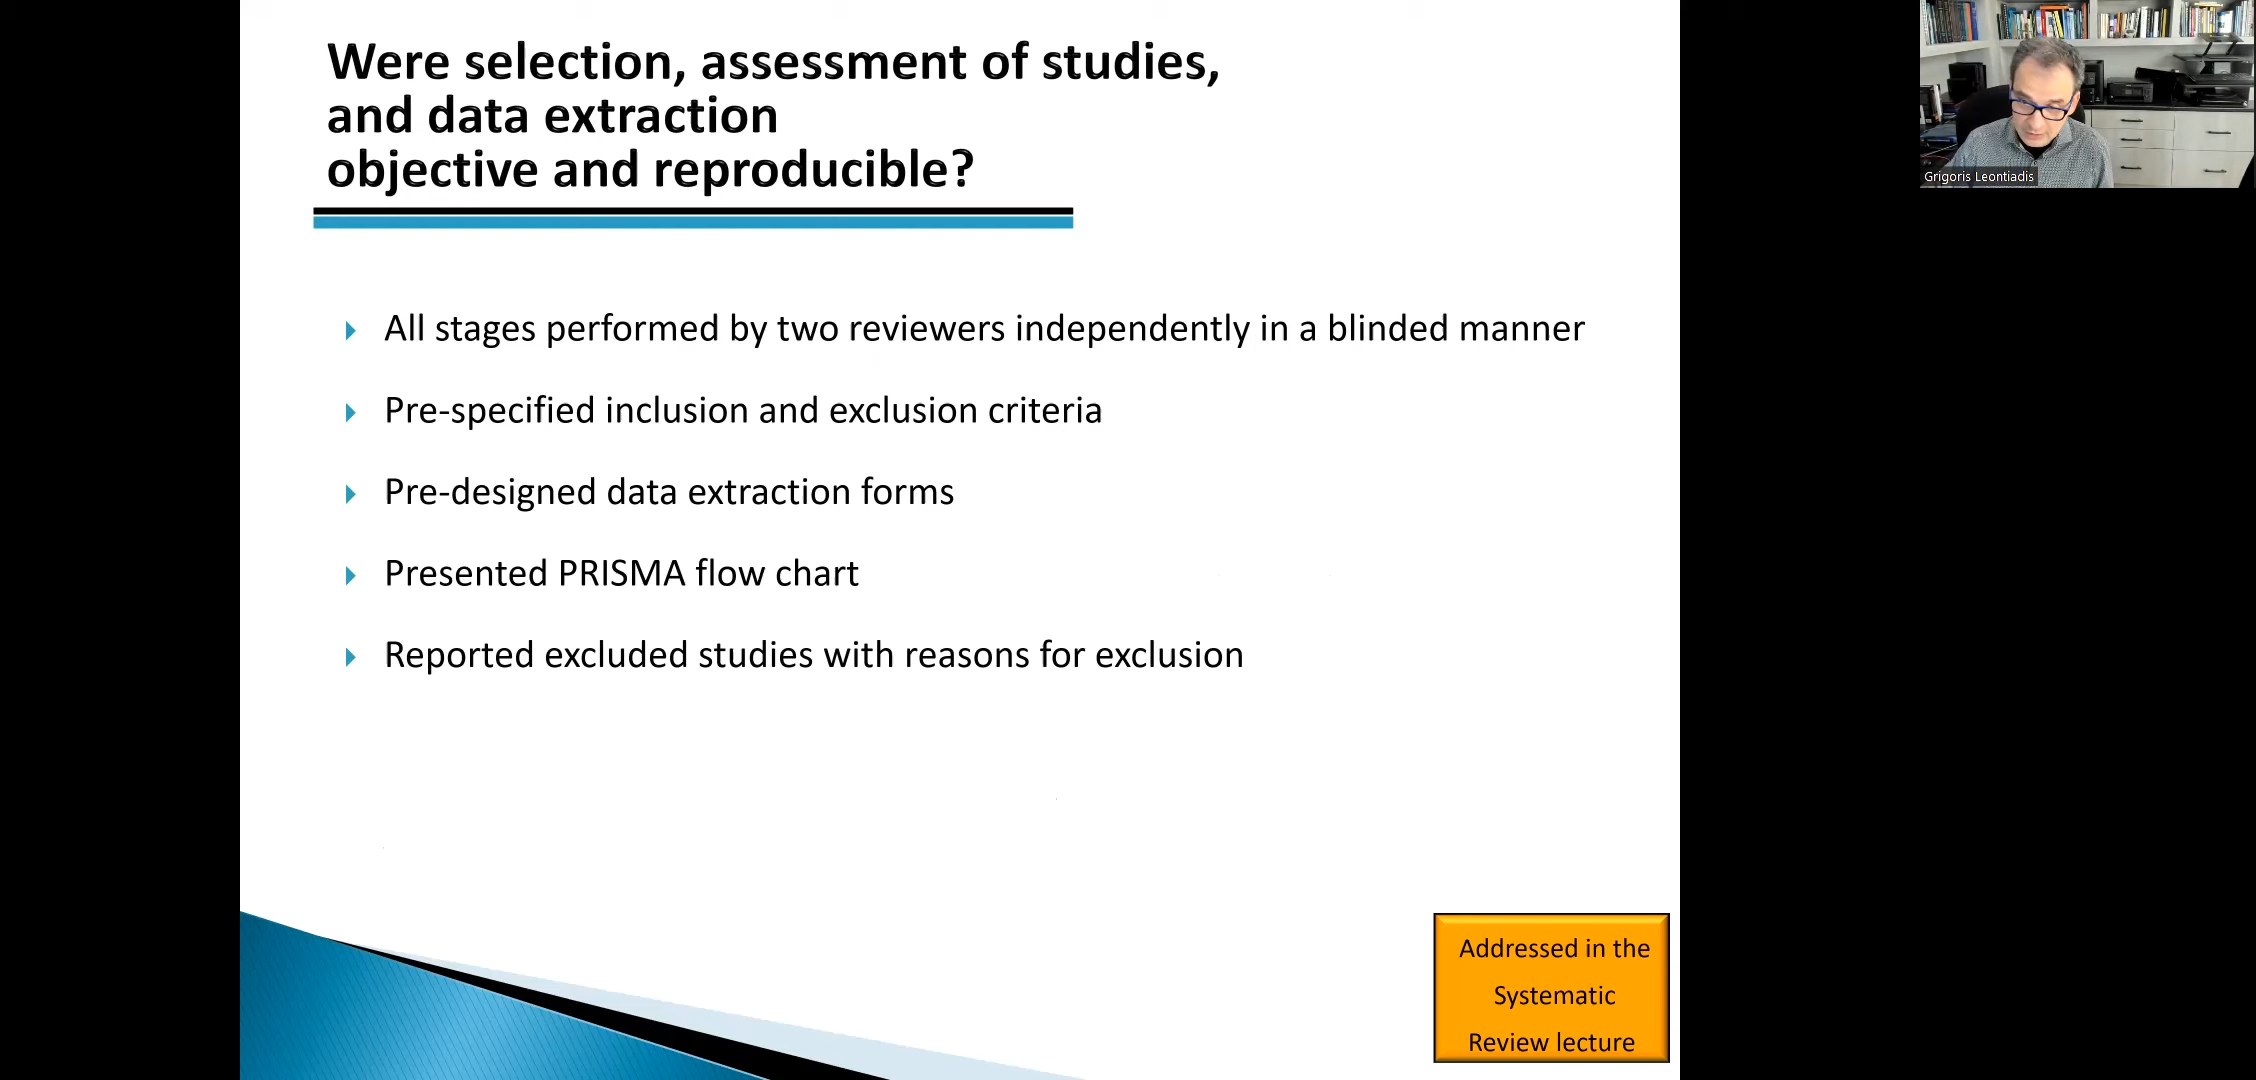 Were selection, assessment of studies,
and data extraction
objective and reproducible?
All stages performed by two reviewers independently in a blinded manner
Pre-specified inclusion and exclusion criteria
Pre-designed data extraction forms
Presented PRISMA flow chart
Reported excluded studies with reasons for exclusion
Addressed in the
Systematic
Review lecture
Grigoris Leontiadis